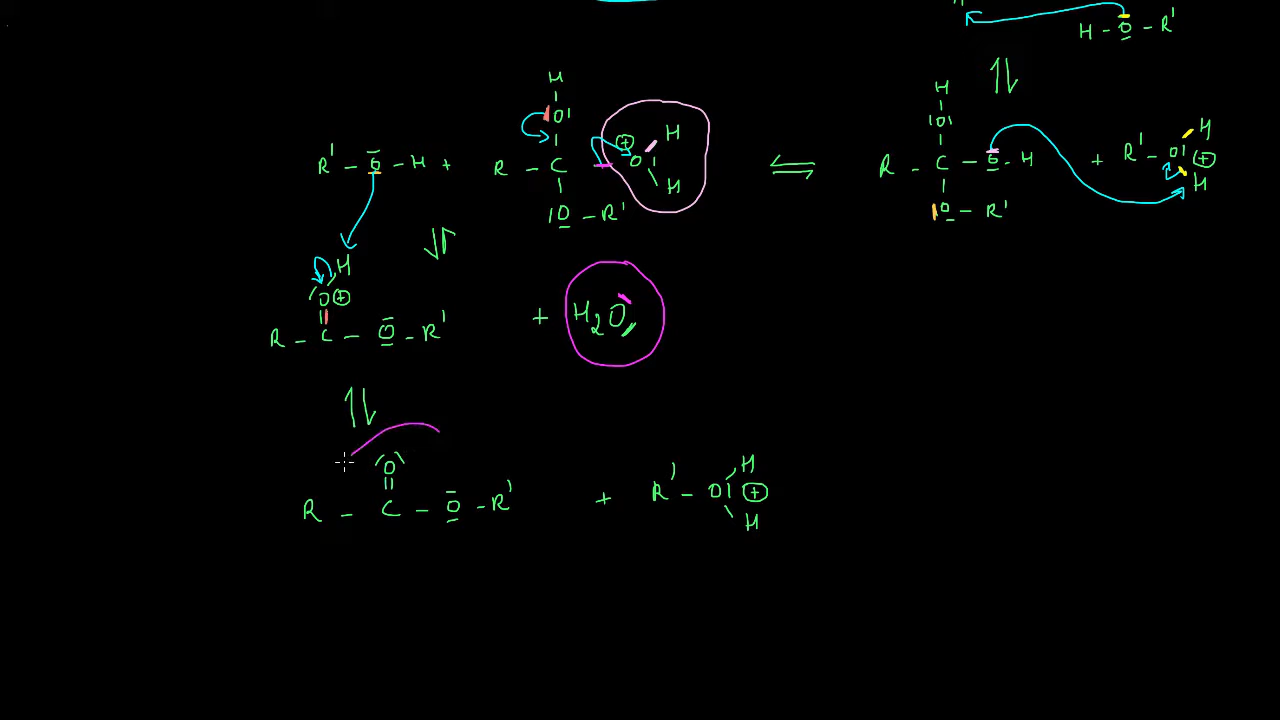 H – O – R'
H
H
| O |
| O |
H
H
R' – O – H + R – C – O ⊕ ⇌ R – C – O – H + R' – O | ⊕
H
H
| O – R'
| O – R'
H
O ⊕
R – C – O – R' + H₂O
O
H
R – C – O – R' + R' – O | ⊕
H